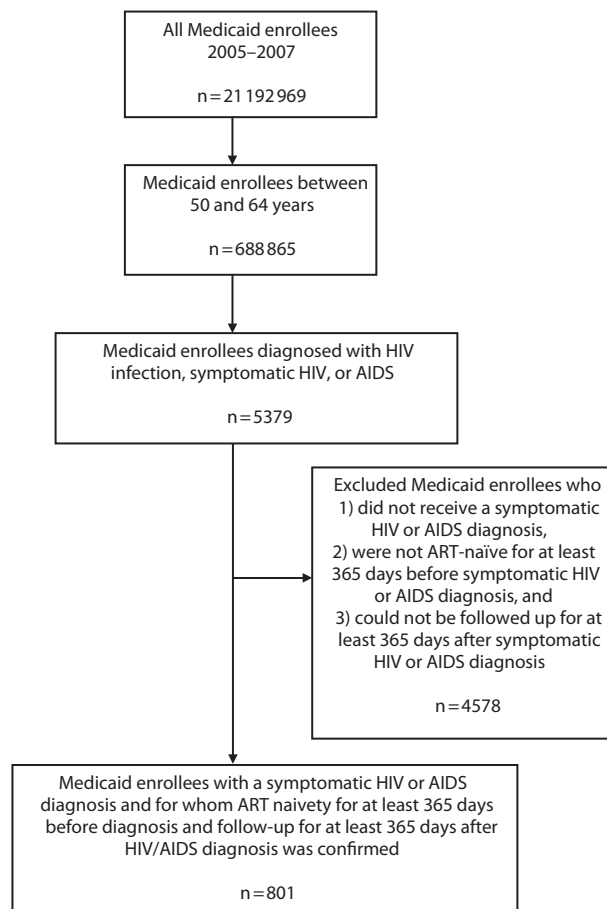 All Medicaid enrollees
2005–2007
n=21 192 969
Medicaid enrollees between
50 and 64 years
n=688 865
Medicaid enrollees diagnosed with HIV
infection, symptomatic HIV, or AIDS
n=5379
Excluded Medicaid enrollees who
1) did not receive a symptomatic
HIV or AIDS diagnosis,
2) were not ART-naïve for at least
365 days before symptomatic HIV
or AIDS diagnosis, and
3) could not be followed up for at
least 365 days after symptomatic
HIV or AIDS diagnosis
n=4578
Medicaid enrollees with a symptomatic HIV or AIDS
diagnosis and for whom ART naivety for at least 365 days
before diagnosis and follow-up for at least 365 days after
HIV/AIDS diagnosis was confirmed
n=801